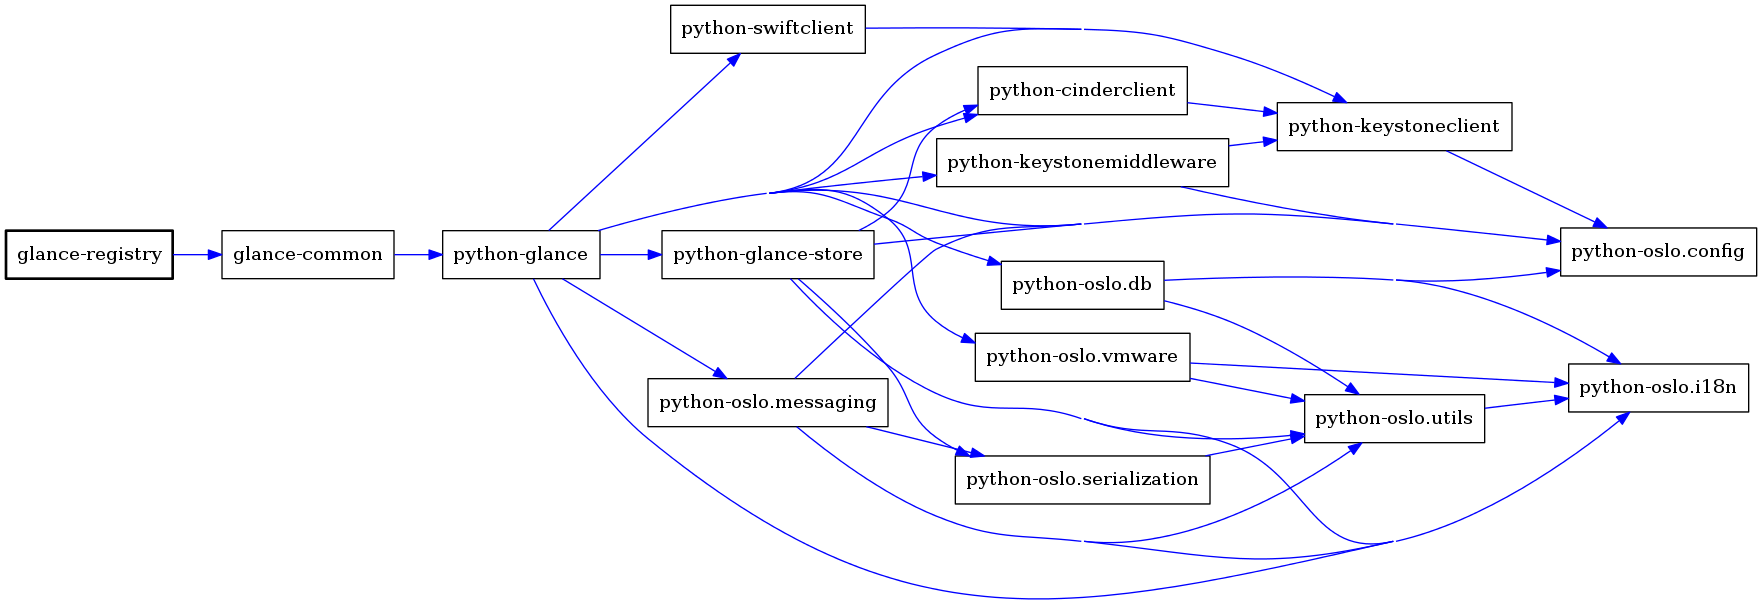 glance-registry
glance-common
python-glance
python-swiftclient
python-glance-store
python-oslo.messaging
python-cinderclient
python-keystonemiddleware
python-oslo.db
python-oslo.vmware
python-oslo.serialization
python-keystoneclient
python-oslo.utils
python-oslo.config
python-oslo.i18n